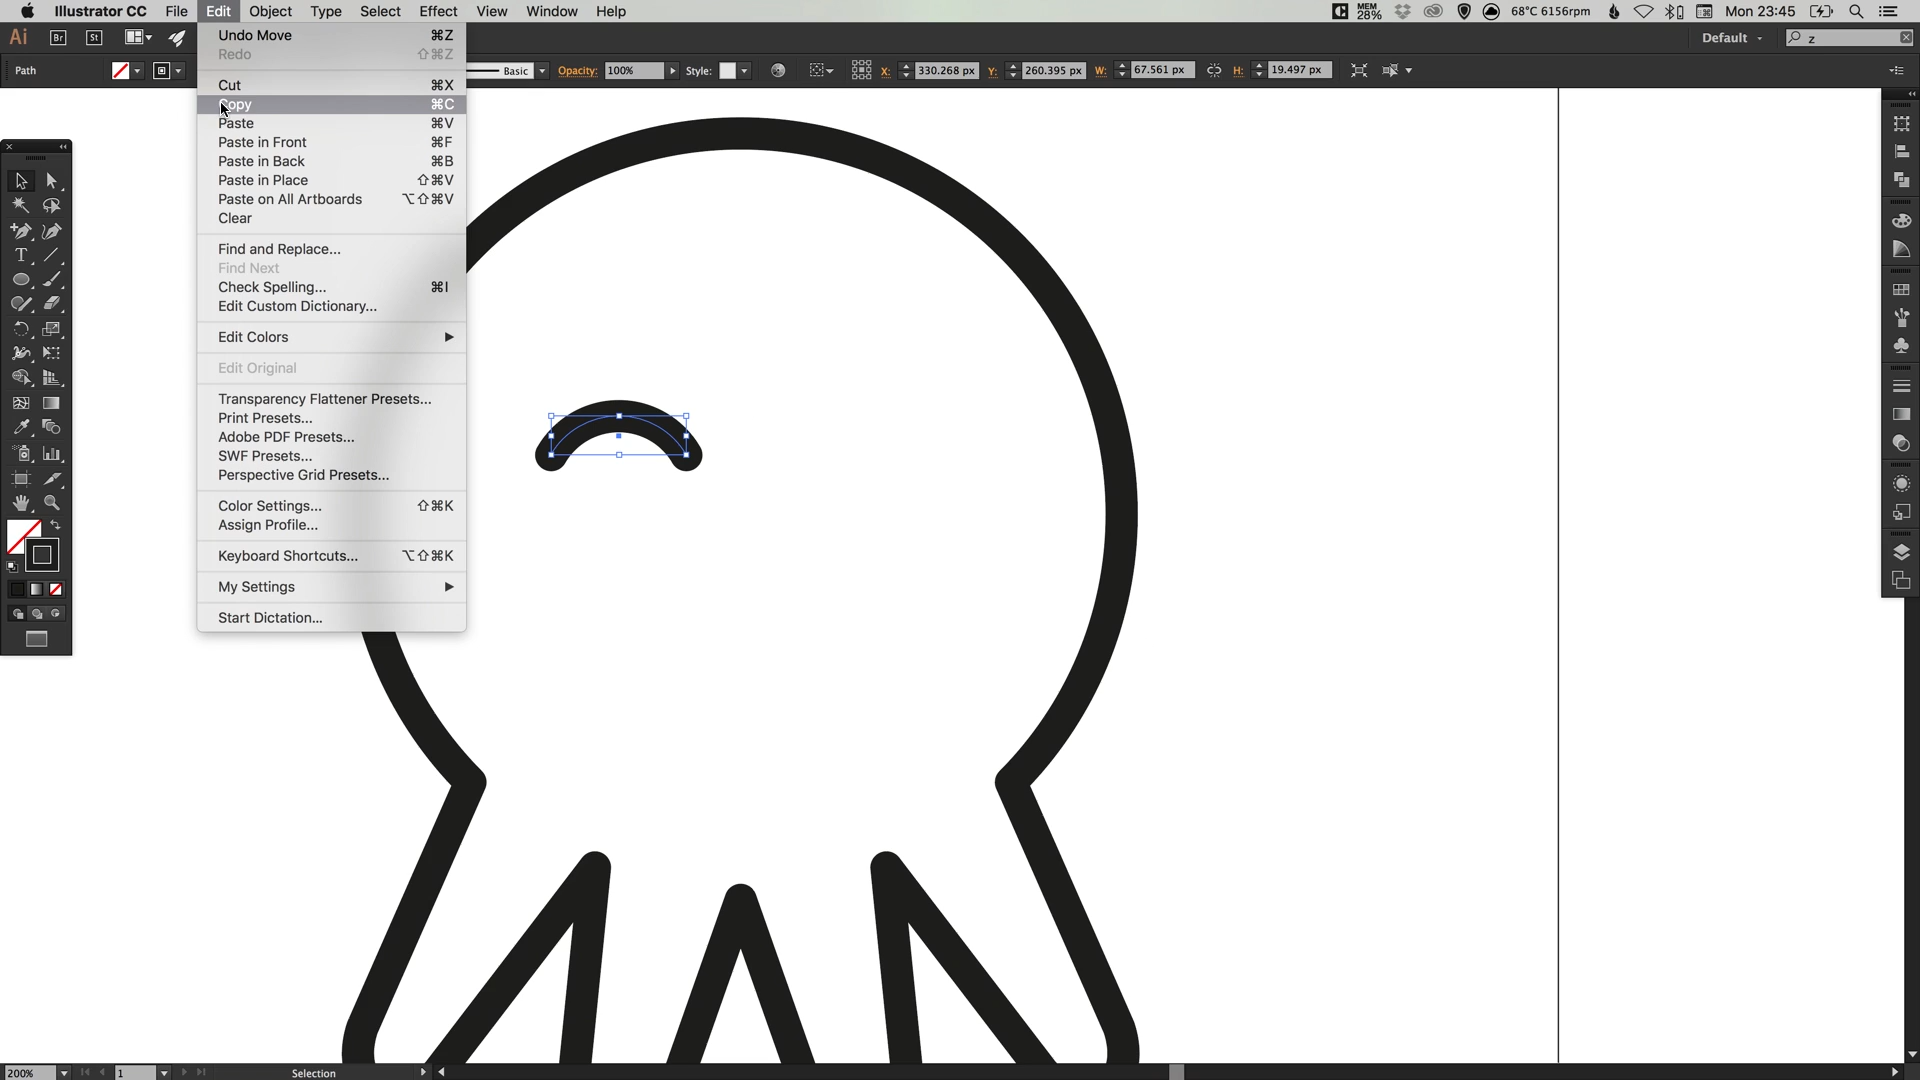 Illustrator CC File Edit Object Type Select Effect View Window Help MEM 28% 68°C 6156rpm Mon 23:45
Ai Br St Default z
Path Basic Opacity: 100% Style: X: 330.268 px Y: 260.395 px W: 67.561 px H: 19.497 px
Undo Move ⌘Z
Redo ⇧⌘Z
Cut ⌘X
Copy ⌘C
Paste ⌘V
Paste in Front ⌘F
Paste in Back ⌘B
Paste in Place ⇧⌘V
Paste on All Artboards ⌥⇧⌘V
Clear
Find and Replace...
Find Next
Check Spelling... ⌘I
Edit Custom Dictionary...
Edit Colors
Edit Original
Transparency Flattener Presets...
Print Presets...
Adobe PDF Presets...
SWF Presets...
Perspective Grid Presets...
Color Settings... ⇧⌘K
Assign Profile...
Keyboard Shortcuts... ⌥⇧⌘K
My Settings
Start Dictation...
200% 1 Selection